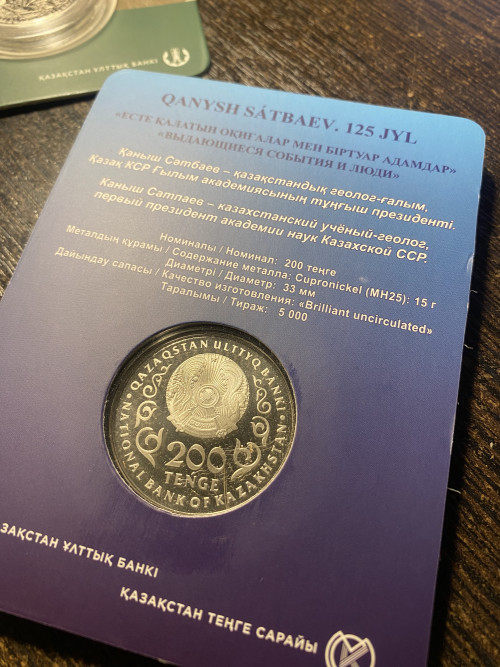 ҚАЗАҚСТАН ҰЛТТЫҚ БАНКІ
QANYSH SÁTBAEV. 125 JYL
«ЕСТЕ ҚАЛАТЫН ОҚИҒАЛАР МЕН БІРТУАР АДАМДАР»
«ВЫДАЮЩИЕСЯ СОБЫТИЯ И ЛЮДИ»
Қаныш Сәтбаев – қазақстандық геолог-ғалым,
Қазақ КСР Ғылым академиясының тұңғыш президенті.
Каныш Сатпаев – казахстанский учёный-геолог,
первый президент академии наук Казахской ССР.
Номиналы / Номинал: 200 теңге
Металдың құрамы / Содержание металла: Cupronickel (МН25): 15 г
Диаметрі / Диаметр: 33 мм
Дайындау сапасы / Качество изготовления: «Brilliant uncirculated»
Таралымы / Тираж: 5 000
QAZAQSTAN ULTTYQ BANKI
200
TENGE
NATIONAL BANK OF KAZAKHSTAN
ЗАҚСТАН ҰЛТТЫҚ БАНКІ
ҚАЗАҚСТАН ТЕҢГЕ САРАЙЫ